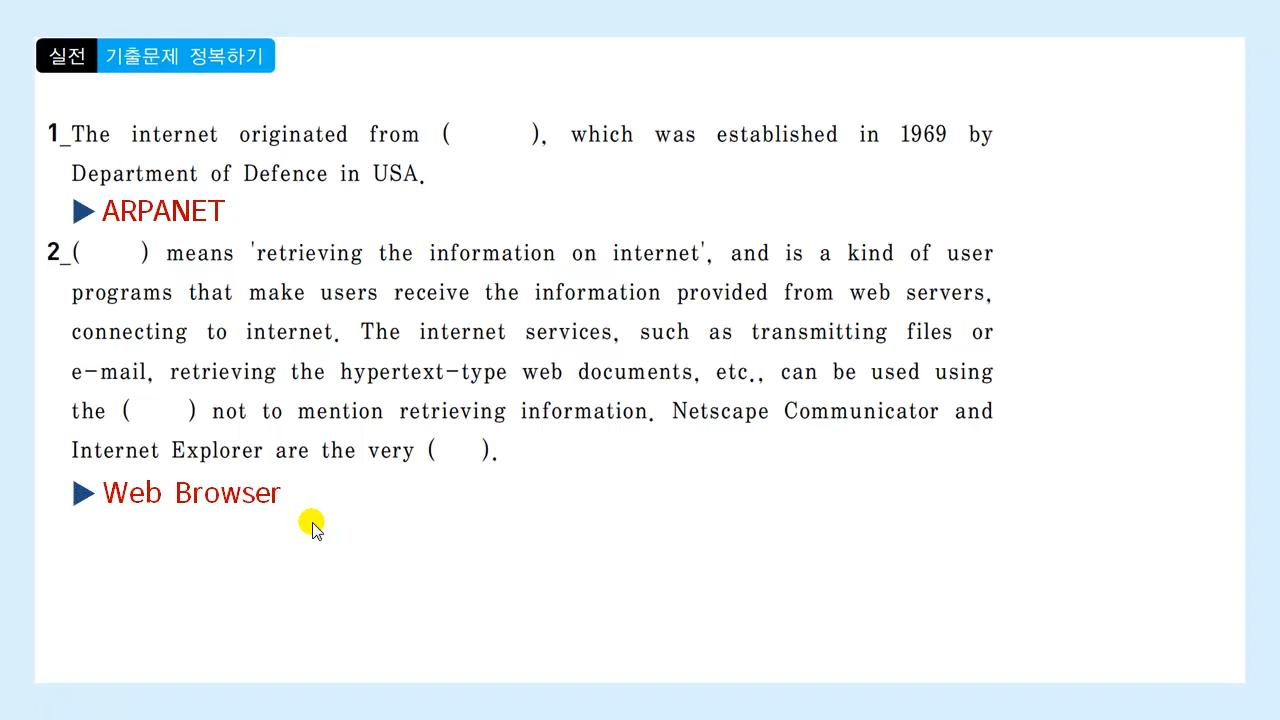 실전 기출문제 정복하기
1_The internet originated from ( ), which was established in 1969 by
Department of Defence in USA.
▶ ARPANET
2_( ) means 'retrieving the information on internet', and is a kind of user
programs that make users receive the information provided from web servers,
connecting to internet. The internet services, such as transmitting files or
e-mail, retrieving the hypertext-type web documents, etc., can be used using
the ( ) not to mention retrieving information. Netscape Communicator and
Internet Explorer are the very ( ).
▶ Web Browser